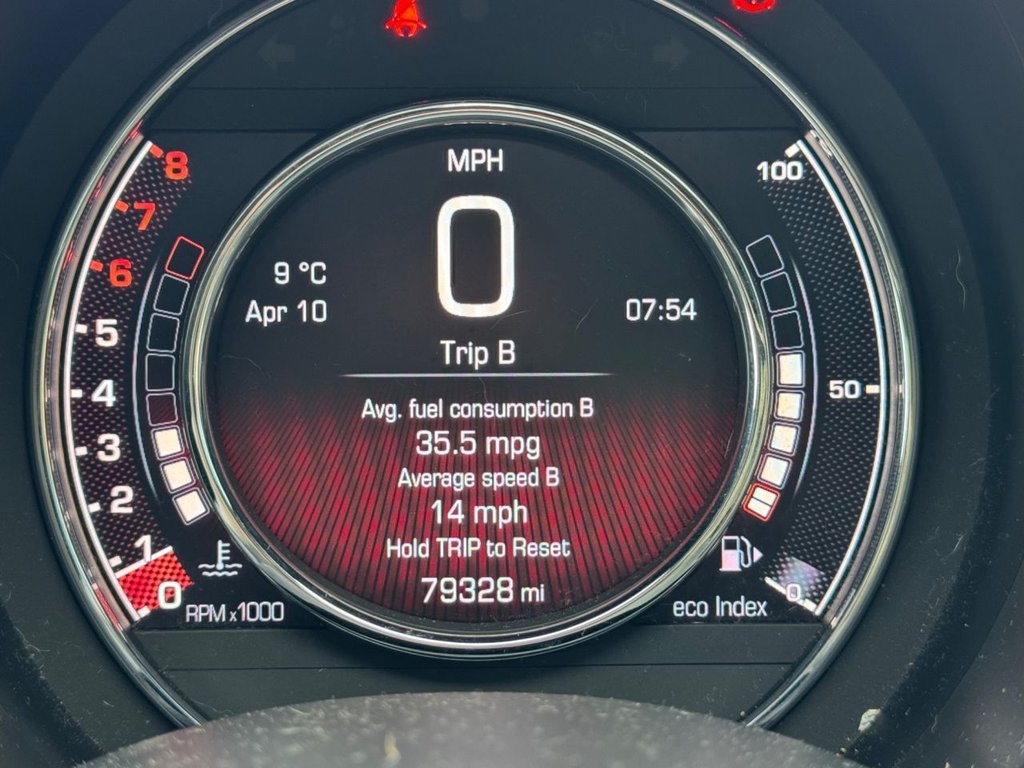 MPH
0
9 °C
Apr 10
07:54
Trip B
Avg. fuel consumption B
35.5 mpg
Average speed B
14 mph
Hold TRIP to Reset
79328 mi
8
7
6
5
4
3
2
1
0
RPM x1000
100
50
0
eco Index